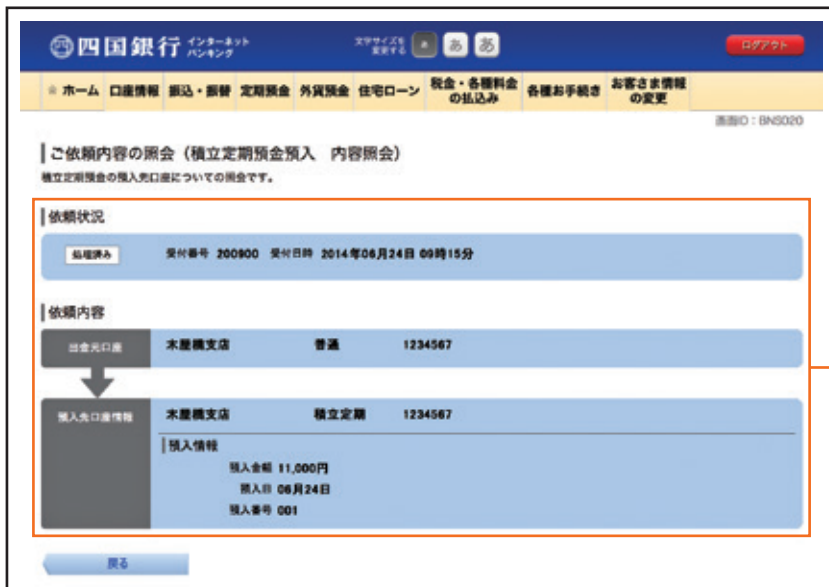 四国銀行 インターネットバンキング
文字サイズを変更する あ あ
ログアウト
ホーム 口座情報 振込・振替 定期預金 外貨預金 住宅ローン 税金・各種料金の払込み 各種お手続き お客さま情報の変更
画面ID：BNS020
ご依頼内容の照会（積立定期預金預入　内容照会）
積立定期預金の預入先口座についての照会です。
依頼状況
処理済み 受付番号 200900 受付日時 2014年06月24日 09時15分
依頼内容
出金元口座 木屋橋支店 普通 1234567
預入先口座情報 木屋橋支店 積立定期 1234567
預入情報
預入金額 11,000円
預入日 06月24日
預入番号 001
戻る